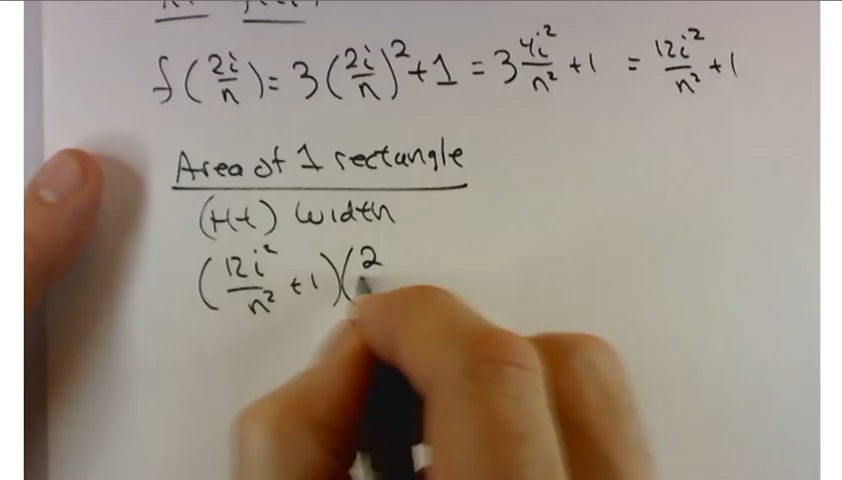 f(2i/n) = 3(2i/n)² + 1 = 3 4i²/n² + 1 = 12i²/n² + 1
Area of 1 rectangle
(Ht) width
(12i²/n² + 1)(2